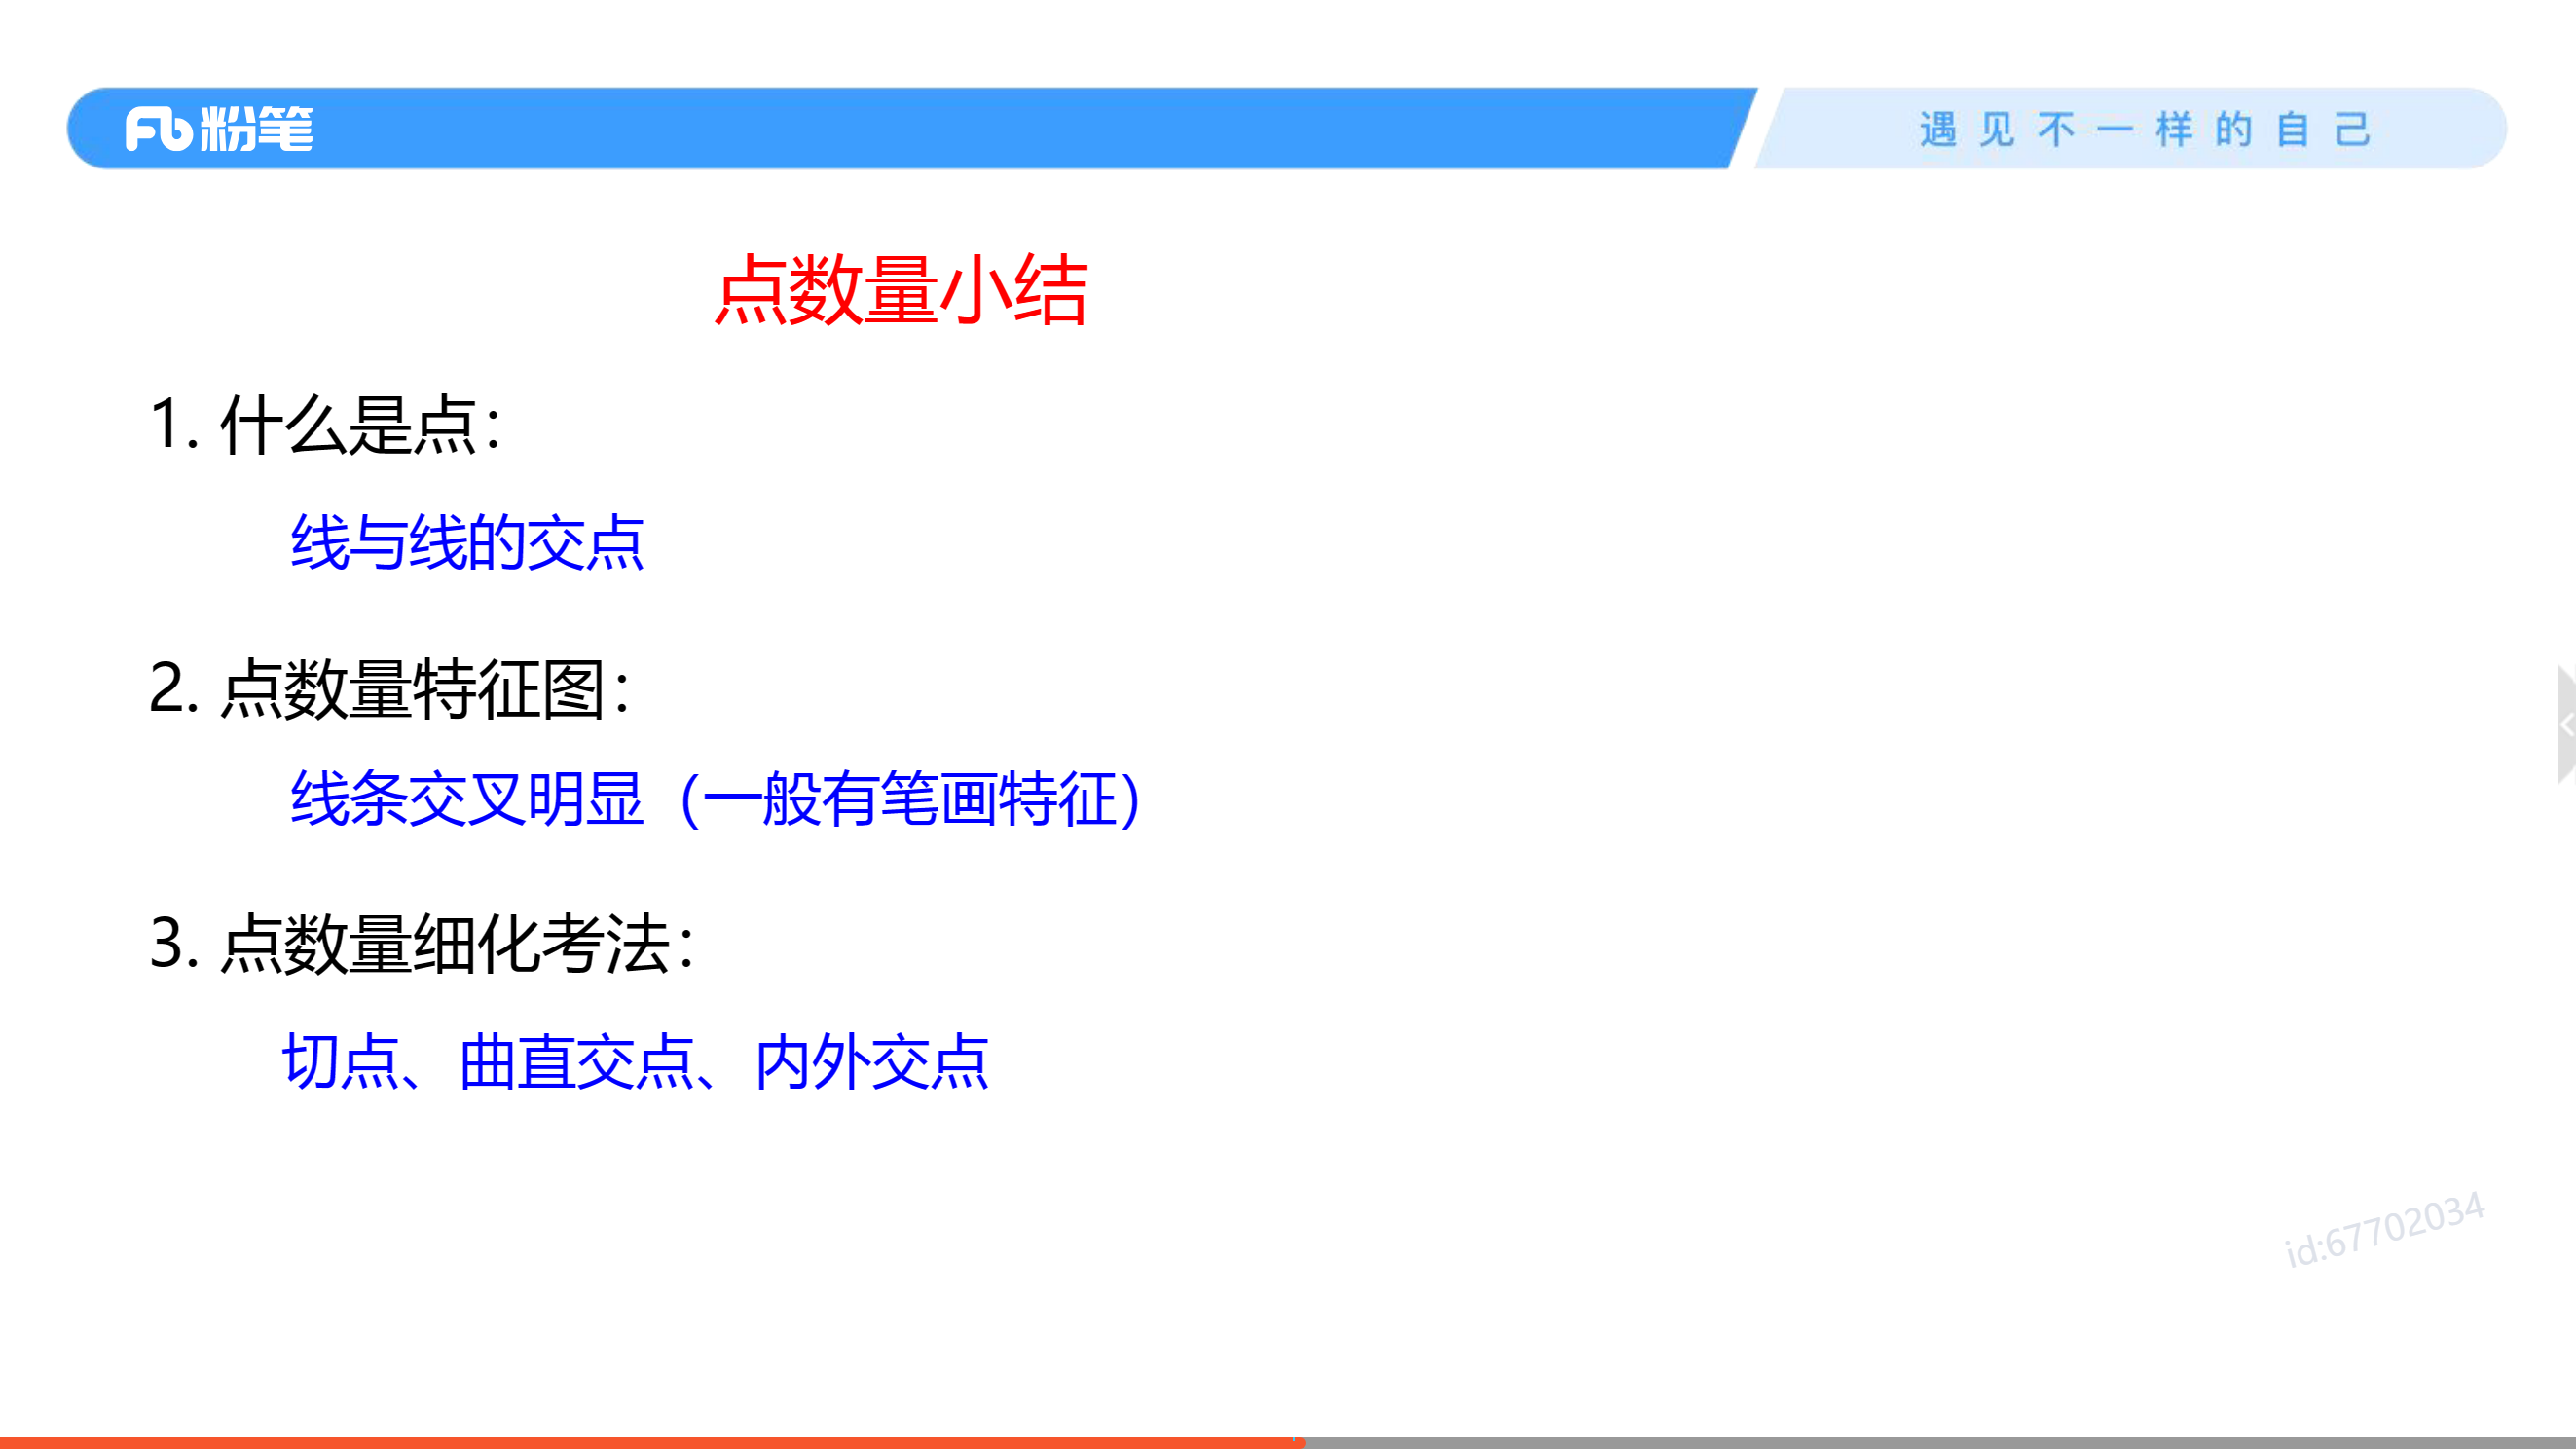 Fb粉笔
遇见不一样的自己
点数量小结
1. 什么是点：
线与线的交点
2. 点数量特征图：
线条交叉明显（一般有笔画特征）
3. 点数量细化考法：
切点、曲直交点、内外交点
id:67702034